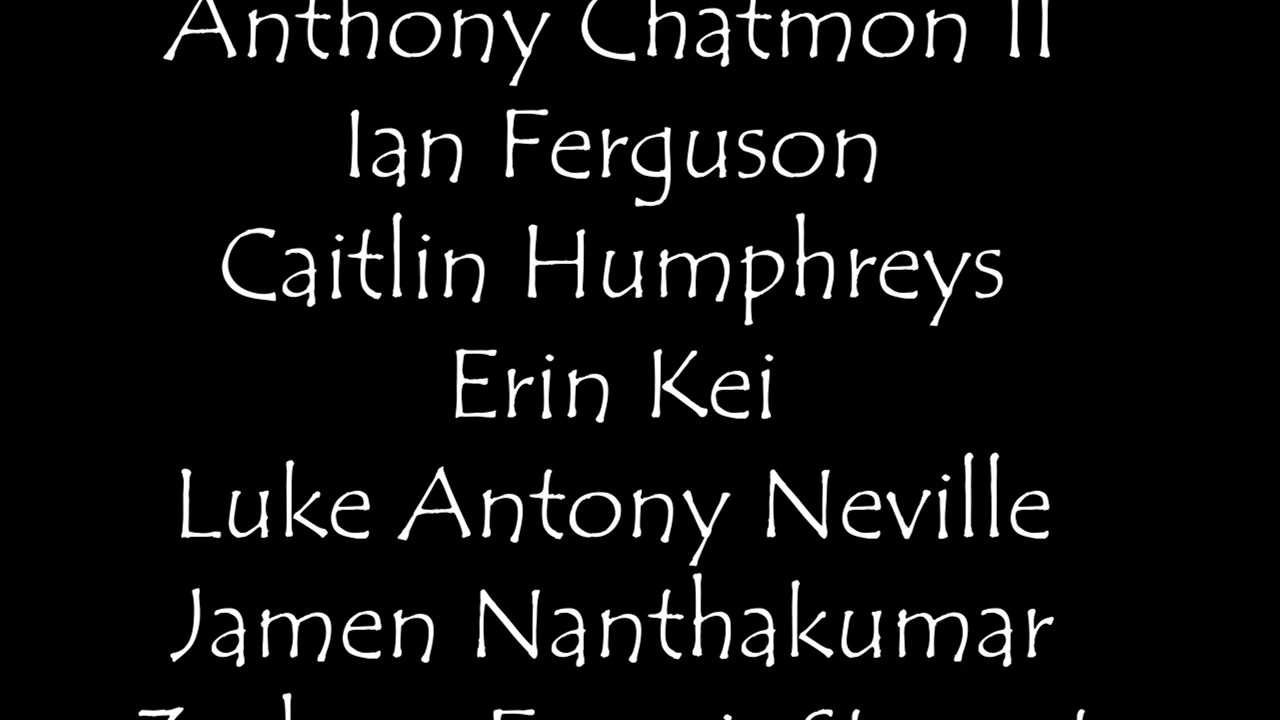 Anthony Chatmon II
Ian Ferguson
Caitlin Humphreys
Erin Kei
Luke Antony Neville
Jamen Nanthakumar